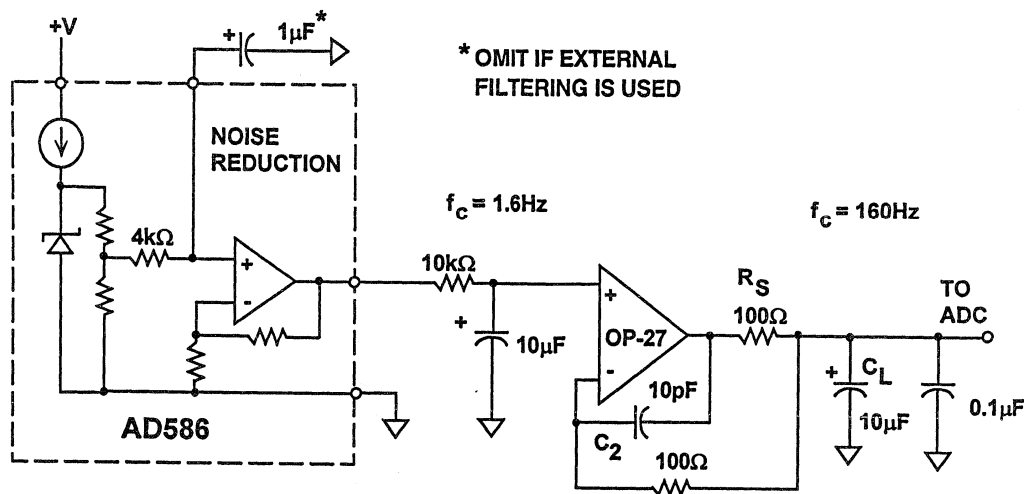 +V
+ 1µF*
* OMIT IF EXTERNAL
FILTERING IS USED
NOISE
REDUCTION
f_c = 1.6Hz
f_c = 160Hz
4kΩ
+
-
10kΩ
+
10µF
+
-
OP-27
R_S
100Ω
TO
ADC
10pF
C_2
100Ω
+
C_L
10µF
0.1µF
AD586